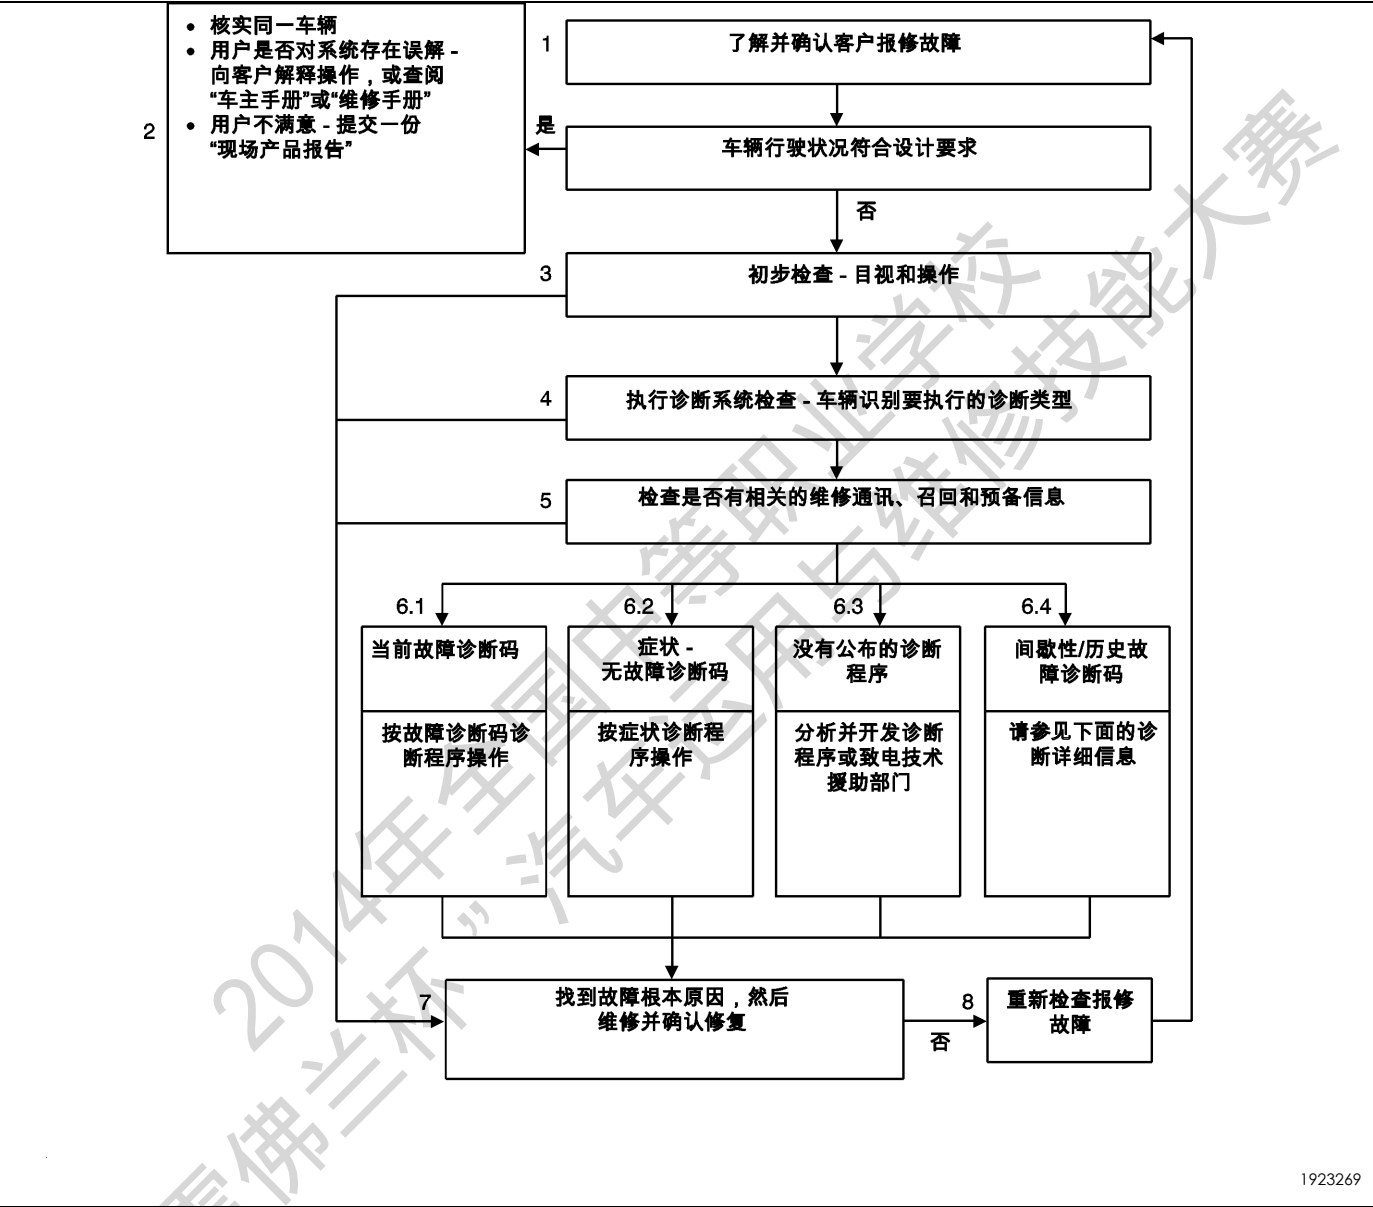 核实同一车辆
用户是否对系统存在误解 -
向客户解释操作，或查阅
“车主手册”或“维修手册”
用户不满意 - 提交一份
“现场产品报告”
2
1
了解并确认客户报修故障
是
车辆行驶状况符合设计要求
否
3
初步检查 - 目视和操作
4
执行诊断系统检查 - 车辆识别要执行的诊断类型
5
检查是否有相关的维修通讯、召回和预备信息
6.1
当前故障诊断码
按故障诊断码诊
断程序操作
6.2
症状 -
无故障诊断码
按症状诊断程
序操作
6.3
没有公布的诊断
程序
分析并开发诊断
程序或致电技术
援助部门
6.4
间歇性/历史故
障诊断码
请参见下面的诊
断详细信息
7
找到故障根本原因，然后
维修并确认修复
否
8
重新检查报修
故障
2014年全国中等职业学校
雪佛兰杯”汽车运用与维修技能大赛
1923269